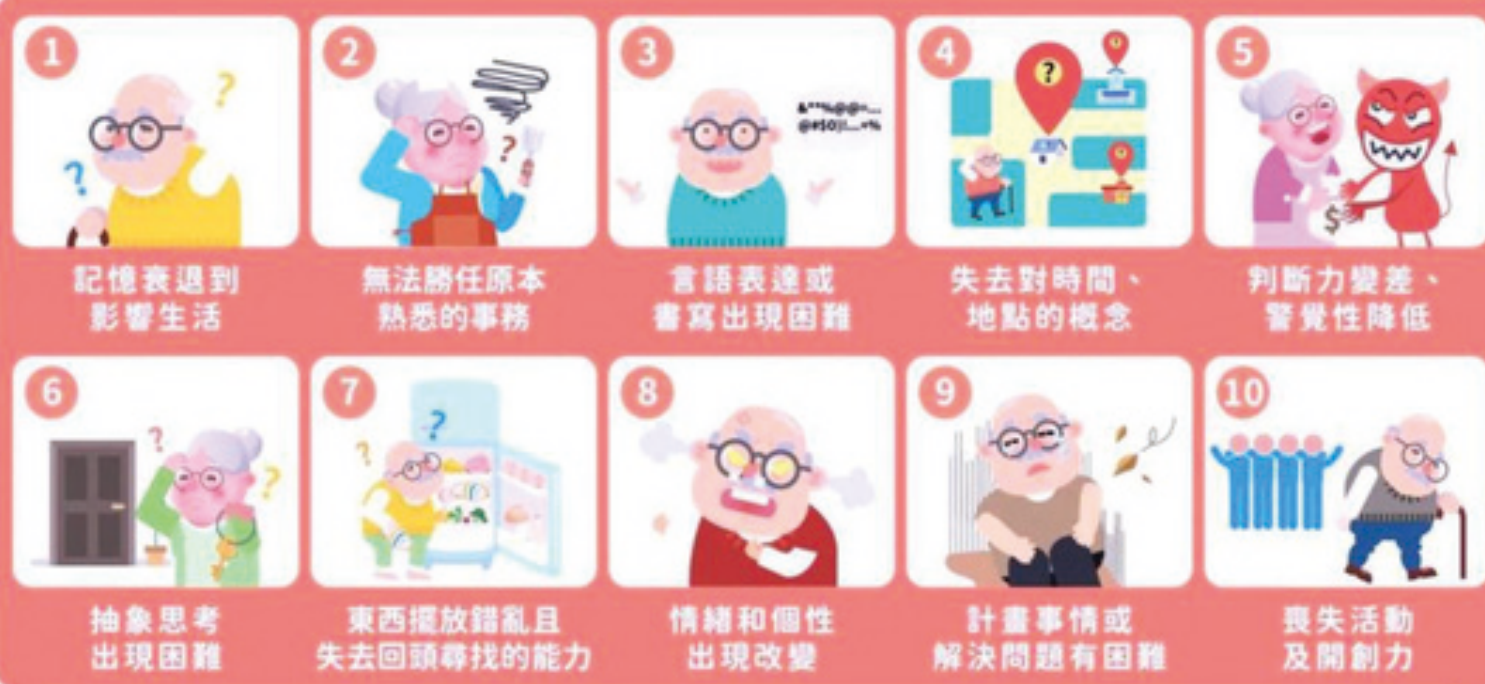 1
2
3
&**%@@=...
@#$0)!...=%
4
?
?
?
5
$
?
?
?
記憶衰退到
影響生活
無法勝任原本
熟悉的事務
言語表達或
書寫出現困難
失去對時間、
地點的概念
判斷力變差、
警覺性降低
6
?
?
7
?
?
8
9
10
抽象思考
出現困難
東西擺放錯亂且
失去回頭尋找的能力
情緒和個性
出現改變
計畫事情或
解決問題有困難
喪失活動
及開創力